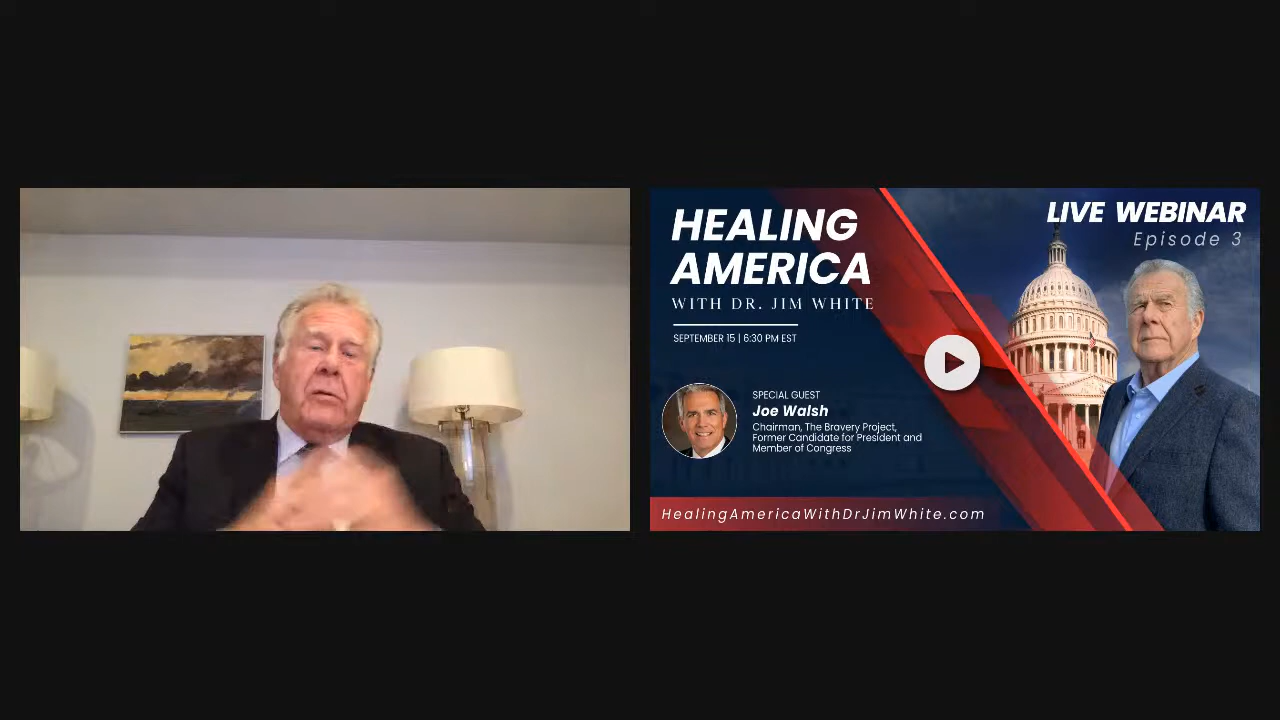 HEALING
AMERICA
WITH DR. JIM WHITE
SEPTEMBER 15 | 6:30 PM EST
LIVE WEBINAR
Episode 3
SPECIAL GUEST
Joe Walsh
Chairman, The Bravery Project,
Former Candidate for President and
Member of Congress
HealingAmericaWithDrJimWhite.com